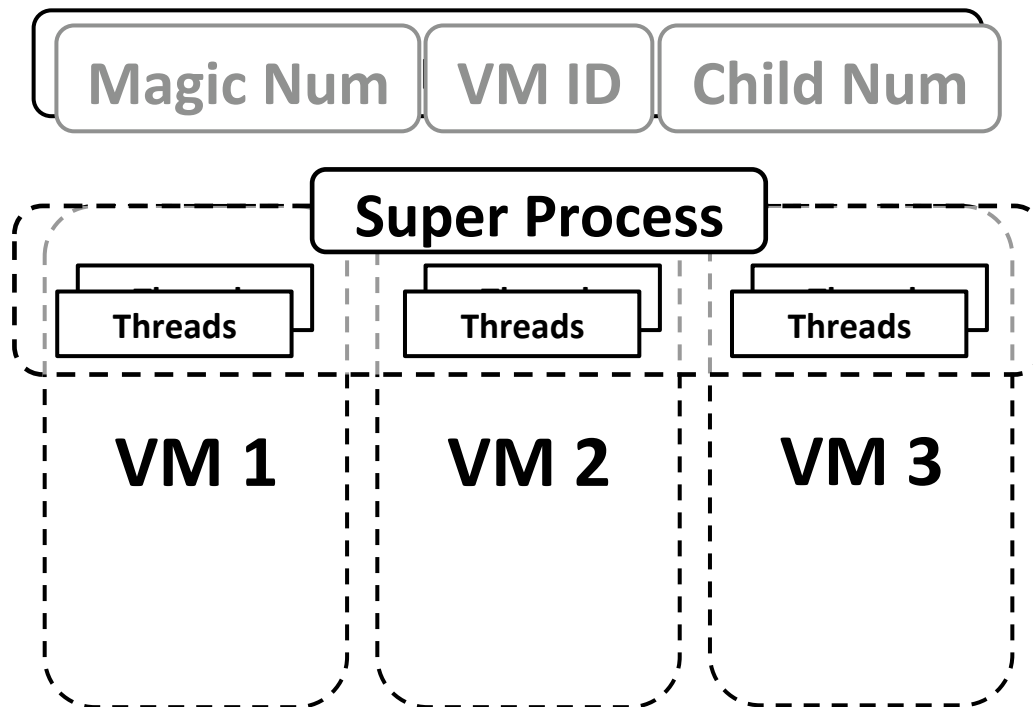 Magic Num VM ID Child Num
Super Process
Threads Threads Threads
VM 1 VM 2 VM 3